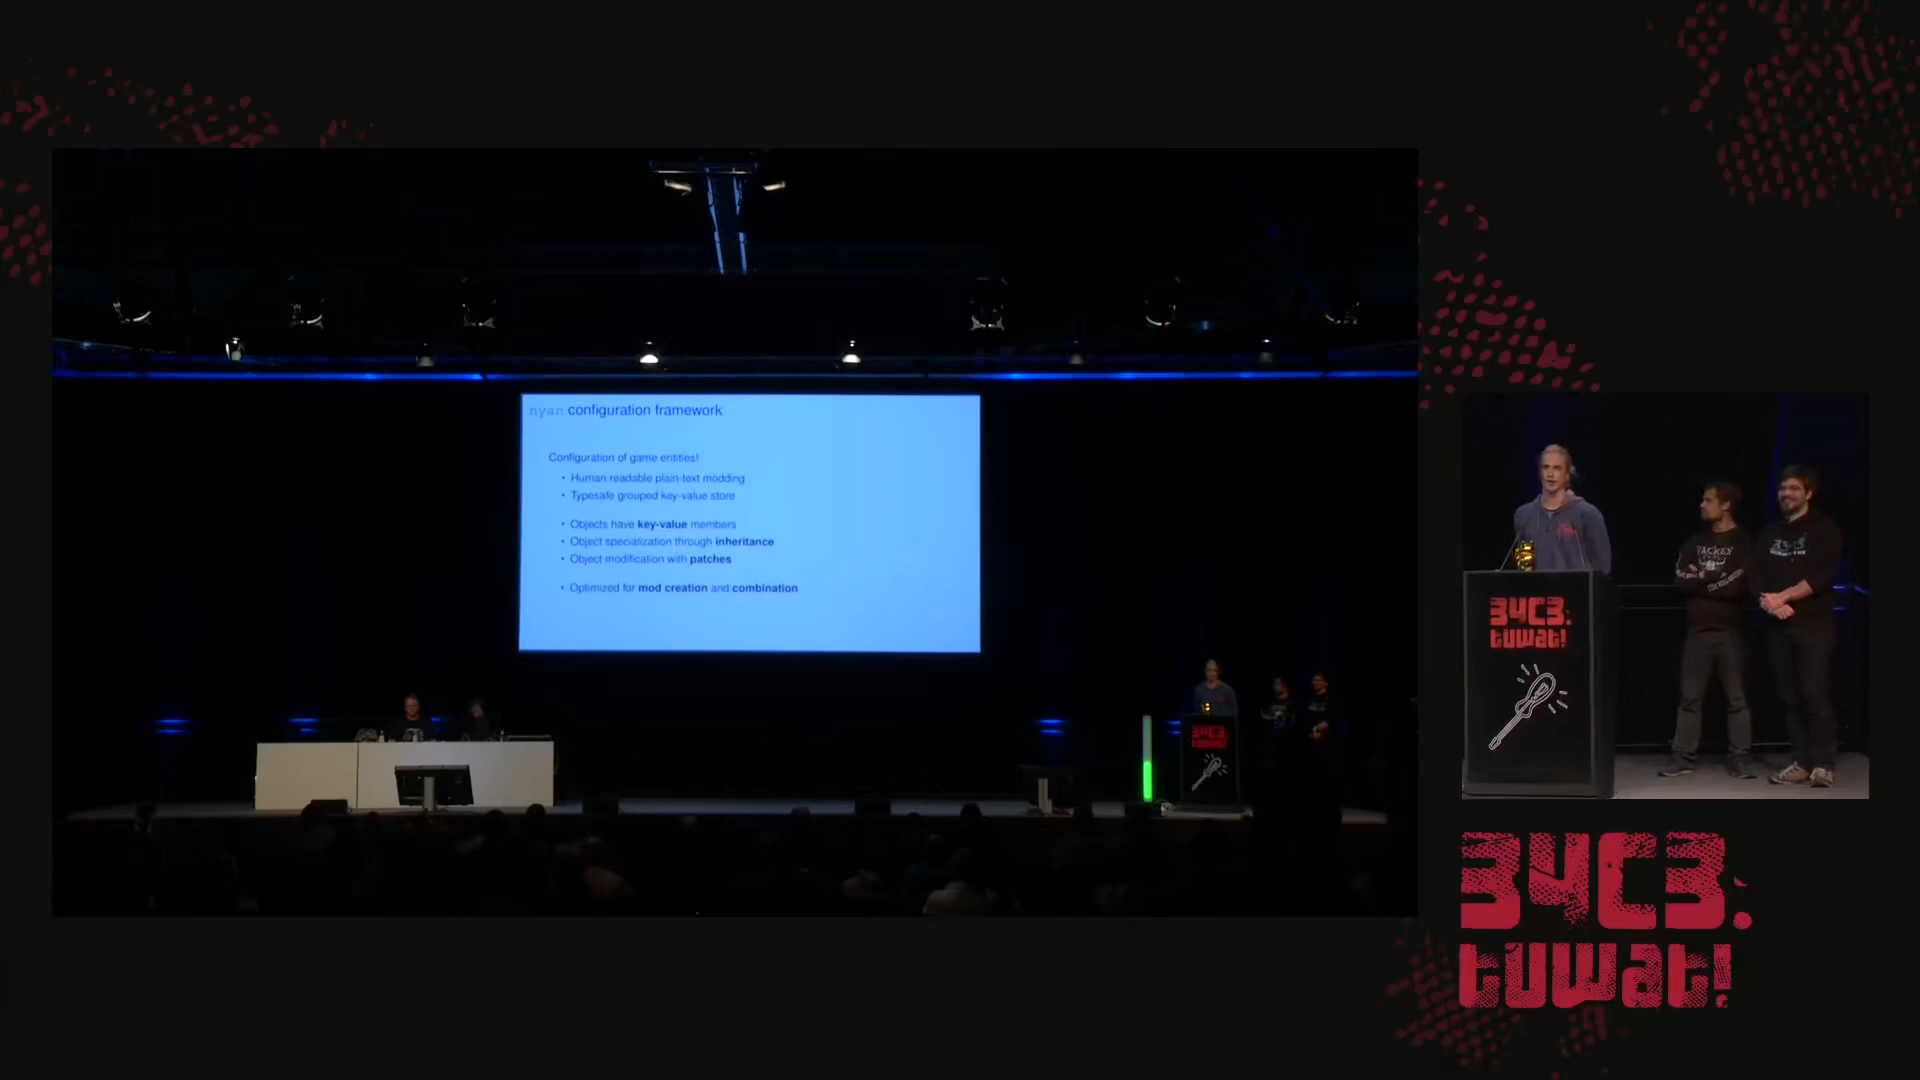 nyan configuration framework
Configuration of game entities!
• Human readable plain-text modding
• Typesafe grouped key-value store
• Objects have key-value members
• Object specialization through inheritance
• Object modification with patches
• Optimized for mod creation and combination
34C3:
tuwat!
34C3.
tuwat!